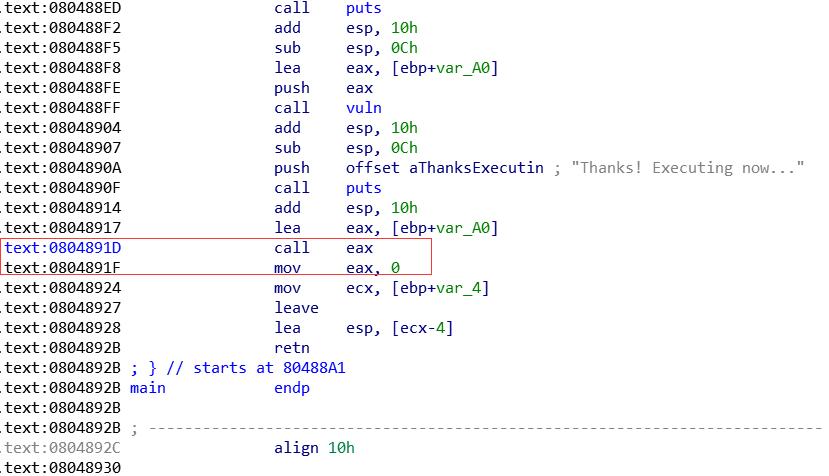 .text:080488ED call puts
.text:080488F2 add esp, 10h
.text:080488F5 sub esp, 0Ch
.text:080488F8 lea eax, [ebp+var_A0]
.text:080488FE push eax
.text:080488FF call vuln
.text:08048904 add esp, 10h
.text:08048907 sub esp, 0Ch
.text:0804890A push offset aThanksExecutin ; "Thanks! Executing now..."
.text:0804890F call puts
.text:08048914 add esp, 10h
.text:08048917 lea eax, [ebp+var_A0]
text:0804891D call eax
.text:0804891F mov eax, 0
.text:08048924 mov ecx, [ebp+var_4]
.text:08048927 leave
.text:08048928 lea esp, [ecx-4]
.text:0804892B retn
.text:0804892B ; } // starts at 80488A1
.text:0804892B main endp
.text:0804892B
.text:0804892B ; ---------------------------------------------------------------------------
.text:0804892C align 10h
.text:08048930